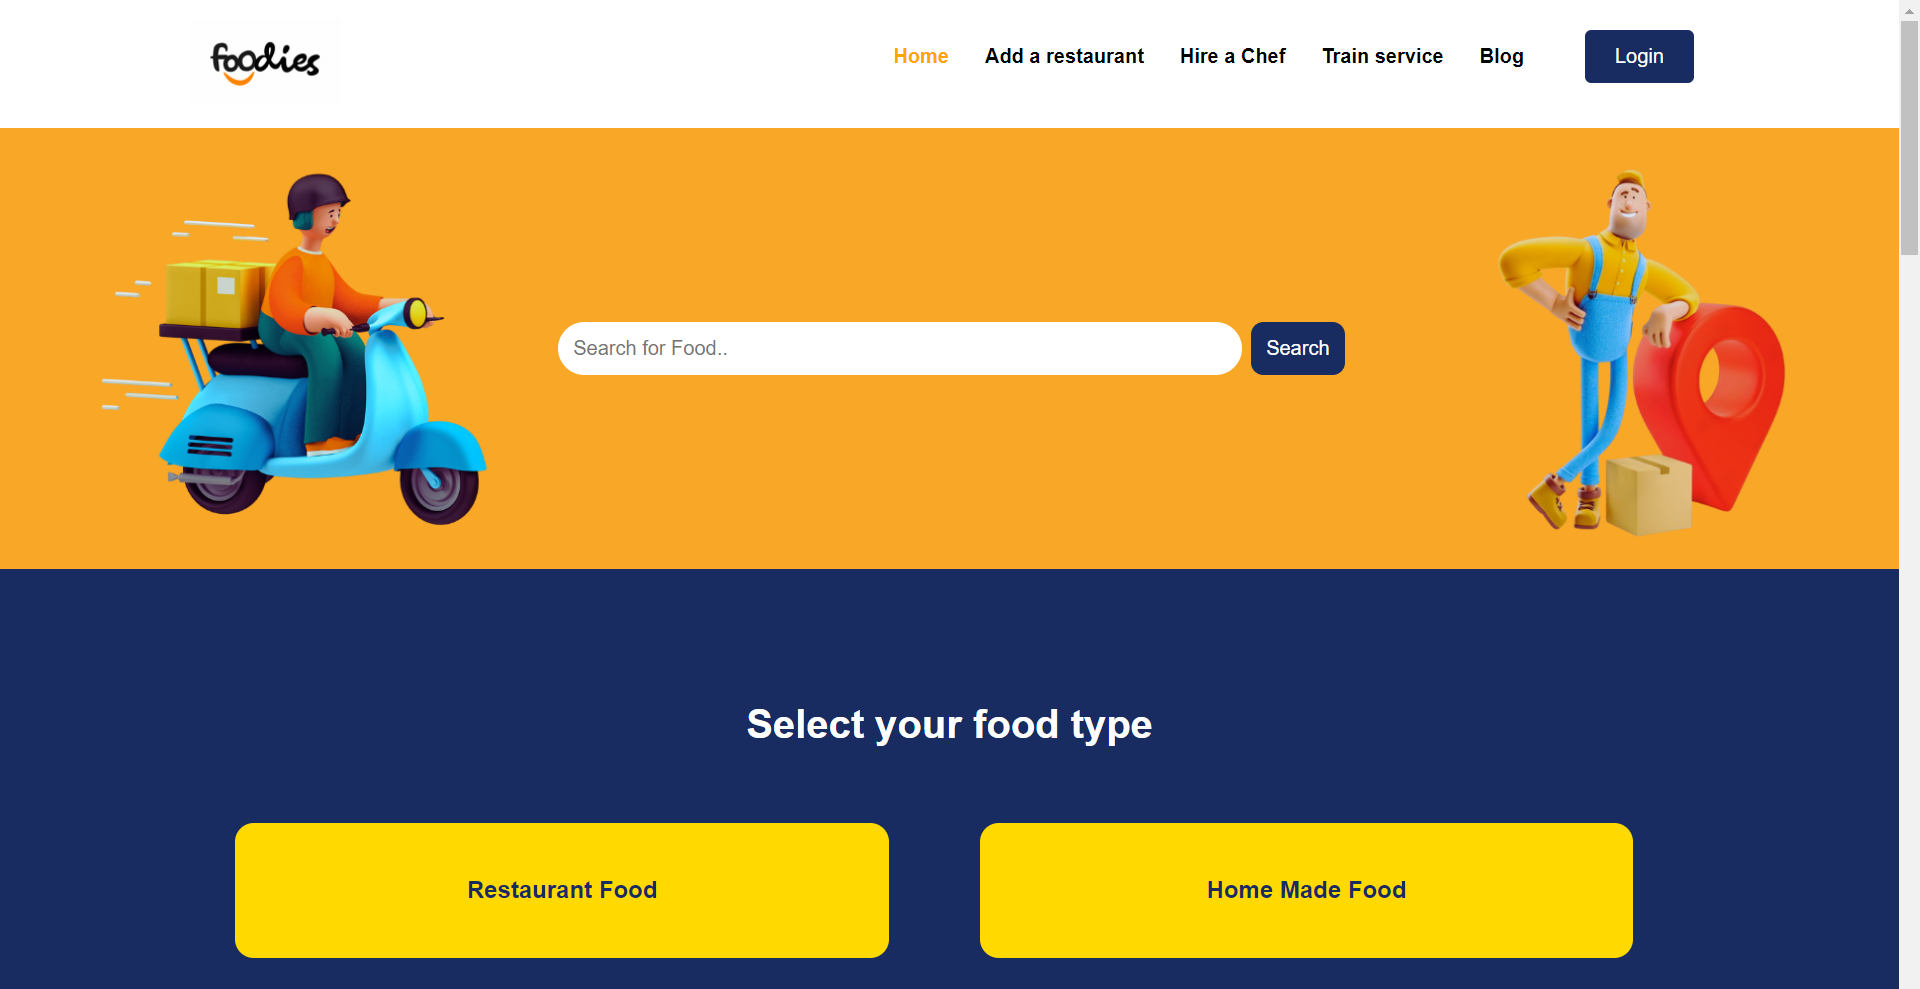 foodies
Home Add a restaurant Hire a Chef Train service Blog Login
Search for Food.. Search
Select your food type
Restaurant Food Home Made Food